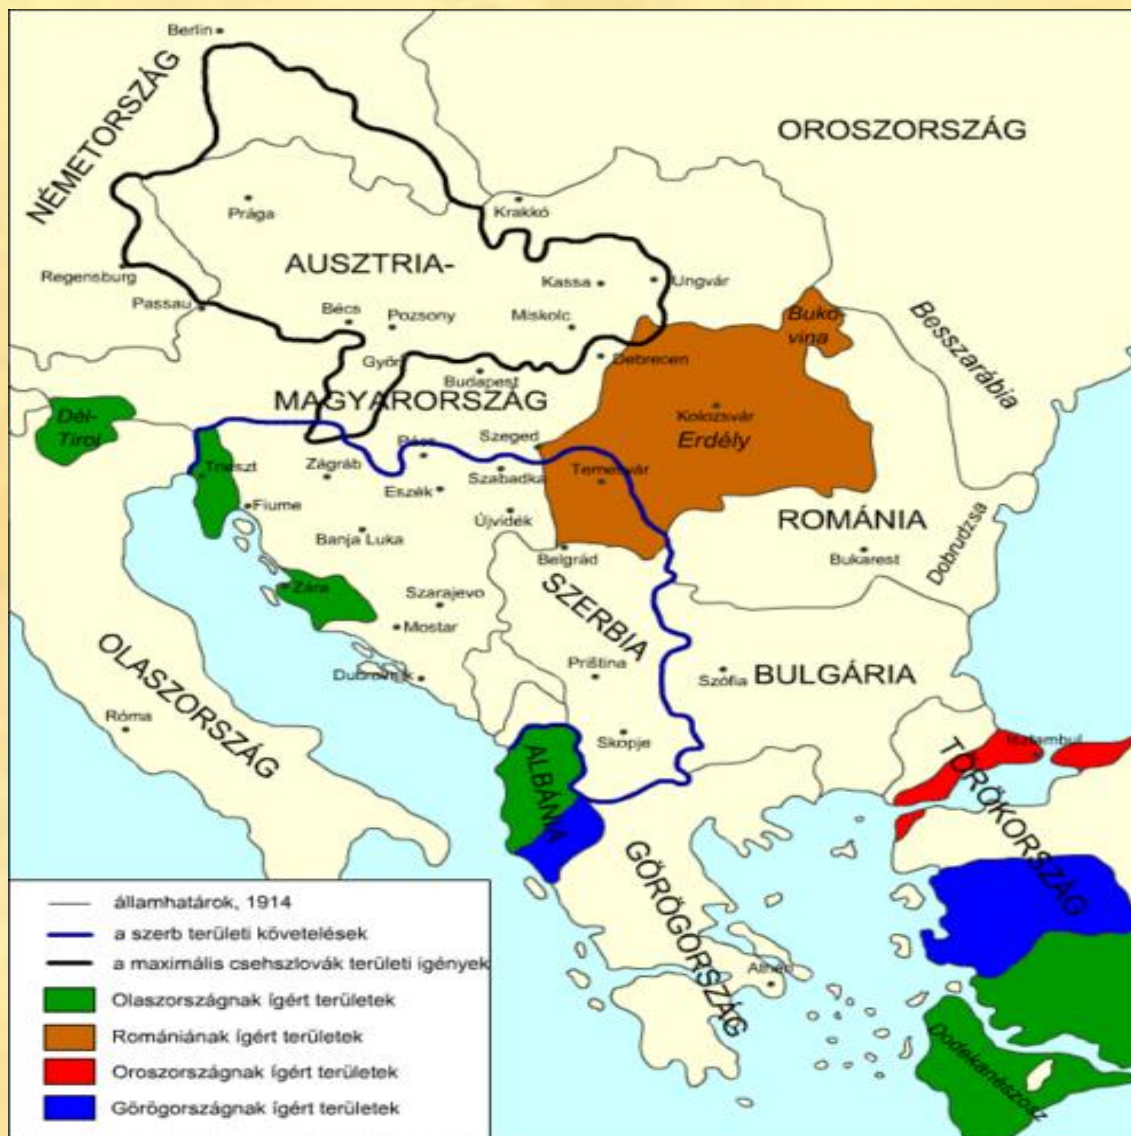 Berlin
NÉMETORSZÁG
OROSZORSZÁG
Prága
Krakkó
AUSZTRIA-
Regensburg
Kassa
Ungvár
Passau
Bécs
Pozsony
Miskolc
Buko-
vina
Besszarábia
Győr
Debrecen
Budapest
MAGYARORSZÁG
Dél-
Tirol
Kolozsvár
Erdély
Pécs
Szeged
Trieszt
Zágráb
Szabadka
Temesvár
Eszék
Fiume
Újvidék
ROMÁNIA
Dobrudzsa
Banja Luka
Belgrád
Bukarest
Zára
SZERBIA
Szarajevo
Mostar
OLASZORSZÁG
Priština
Dubrovnik
Szófia
BULGÁRIA
Róma
Skopje
Isztambul
ALBÁNIA
TÖRÖKORSZÁG
GÖRÖGORSZÁG
Athén
Dodekanészosz
államhatárok, 1914
a szerb területi követelések
a maximális csehszlovák területi igények
Olaszországnak ígért területek
Romániának ígért területek
Oroszországnak ígért területek
Görögországnak ígért területek